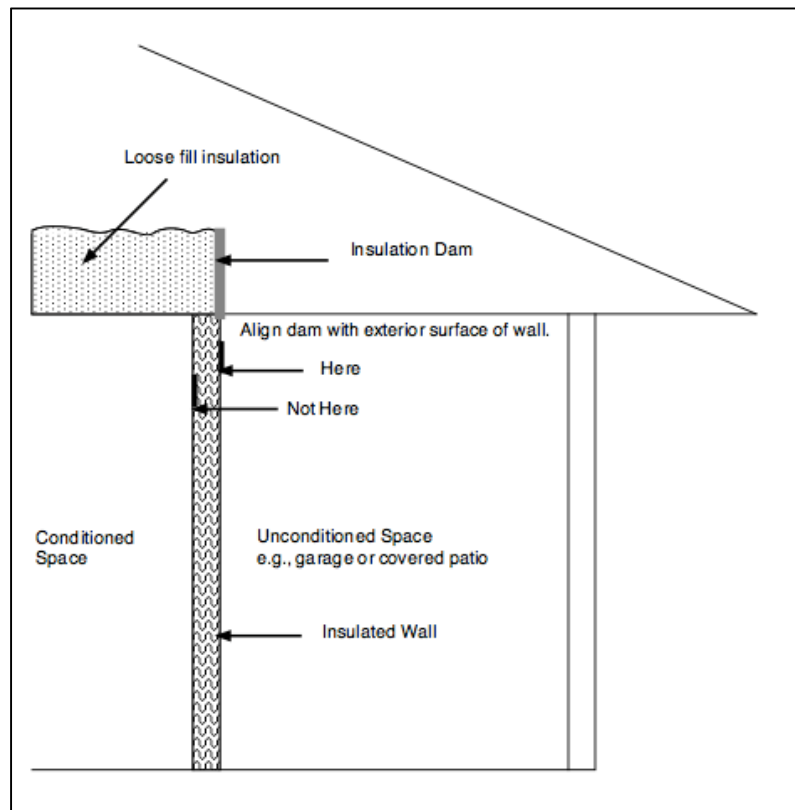 Loose fill insulation
Insulation Dam
Align dam with exterior surface of wall.
Here
Not Here
Conditioned
Space
Unconditioned Space
e.g., garage or covered patio
Insulated Wall